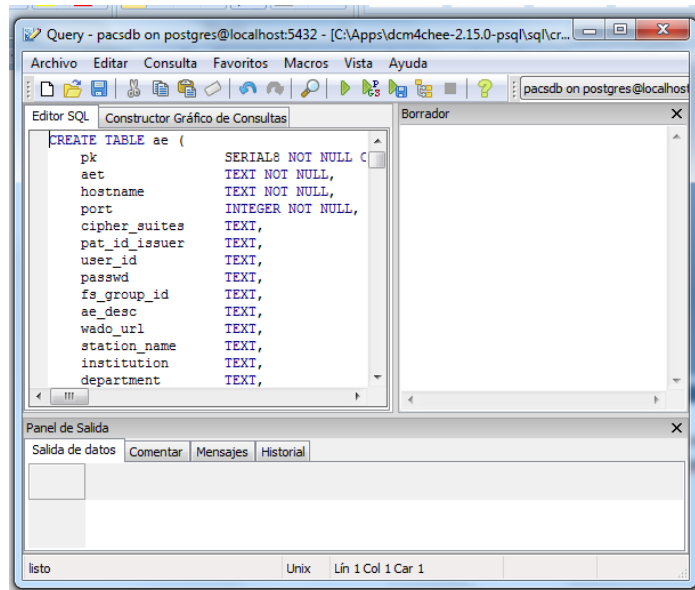 Query - pacsdb on postgres@localhost:5432 - [C:\Apps\dcm4chee-2.15.0-psql\sql\cr...
Archivo Editar Consulta Favoritos Macros Vista Ayuda
pacsdb on postgres@localhost
Editor SQL Constructor Gráfico de Consultas
Borrador
CREATE TABLE ae (
pk SERIAL8 NOT NULL C
aet TEXT NOT NULL,
hostname TEXT NOT NULL,
port INTEGER NOT NULL,
cipher_suites TEXT,
pat_id_issuer TEXT,
user_id TEXT,
passwd TEXT,
fs_group_id TEXT,
ae_desc TEXT,
wado_url TEXT,
station_name TEXT,
institution TEXT,
department TEXT,
Panel de Salida
Salida de datos Comentar Mensajes Historial
listo Unix Lín 1 Col 1 Car 1